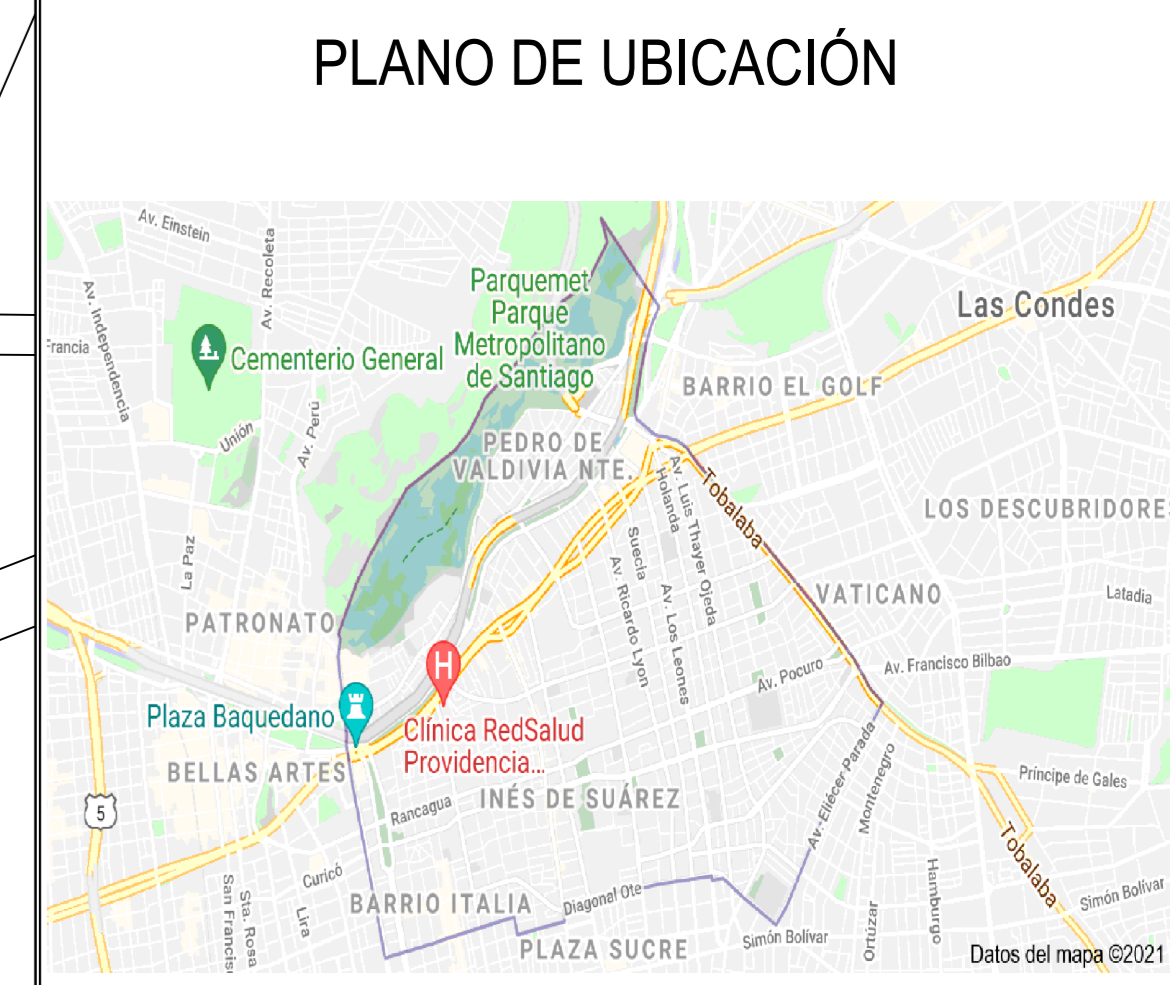 PLANO DE UBICACIÓN
Av. Einstein
Av. Recoleta
Av. Independencia
Francia
Cementerio General
Parquemet
Parque
Metropolitano
de Santiago
Las Condes
BARRIO EL GOLF
Unión
Av. Perú
PEDRO DE
VALDIVIA NTE.
Tobalaba
Av. Luis Thayer Ojeda
Holanda
LOS DESCUBRIDORES
La Paz
Suecia
Av. Ricardo Lyon
Av. Los Leones
VATICANO
Latadia
PATRONATO
Av. Francisco Bilbao
Av. Pocuro
H
Plaza Baquedano
Clínica RedSalud
Providencia...
BELLAS ARTES
5
Rancagua
INÉS DE SUÁREZ
Av. Eliécer Parada
Montenegro
Príncipe de Gales
Tobalaba
Curicó
San Francisc
Sta. Rosa
Lira
BARRIO ITALIA
Diagonal Ote
PLAZA SUCRE
Simón Bolívar
Ortúzar
Hamburgo
Simón Bolívar
Datos del mapa ©2021